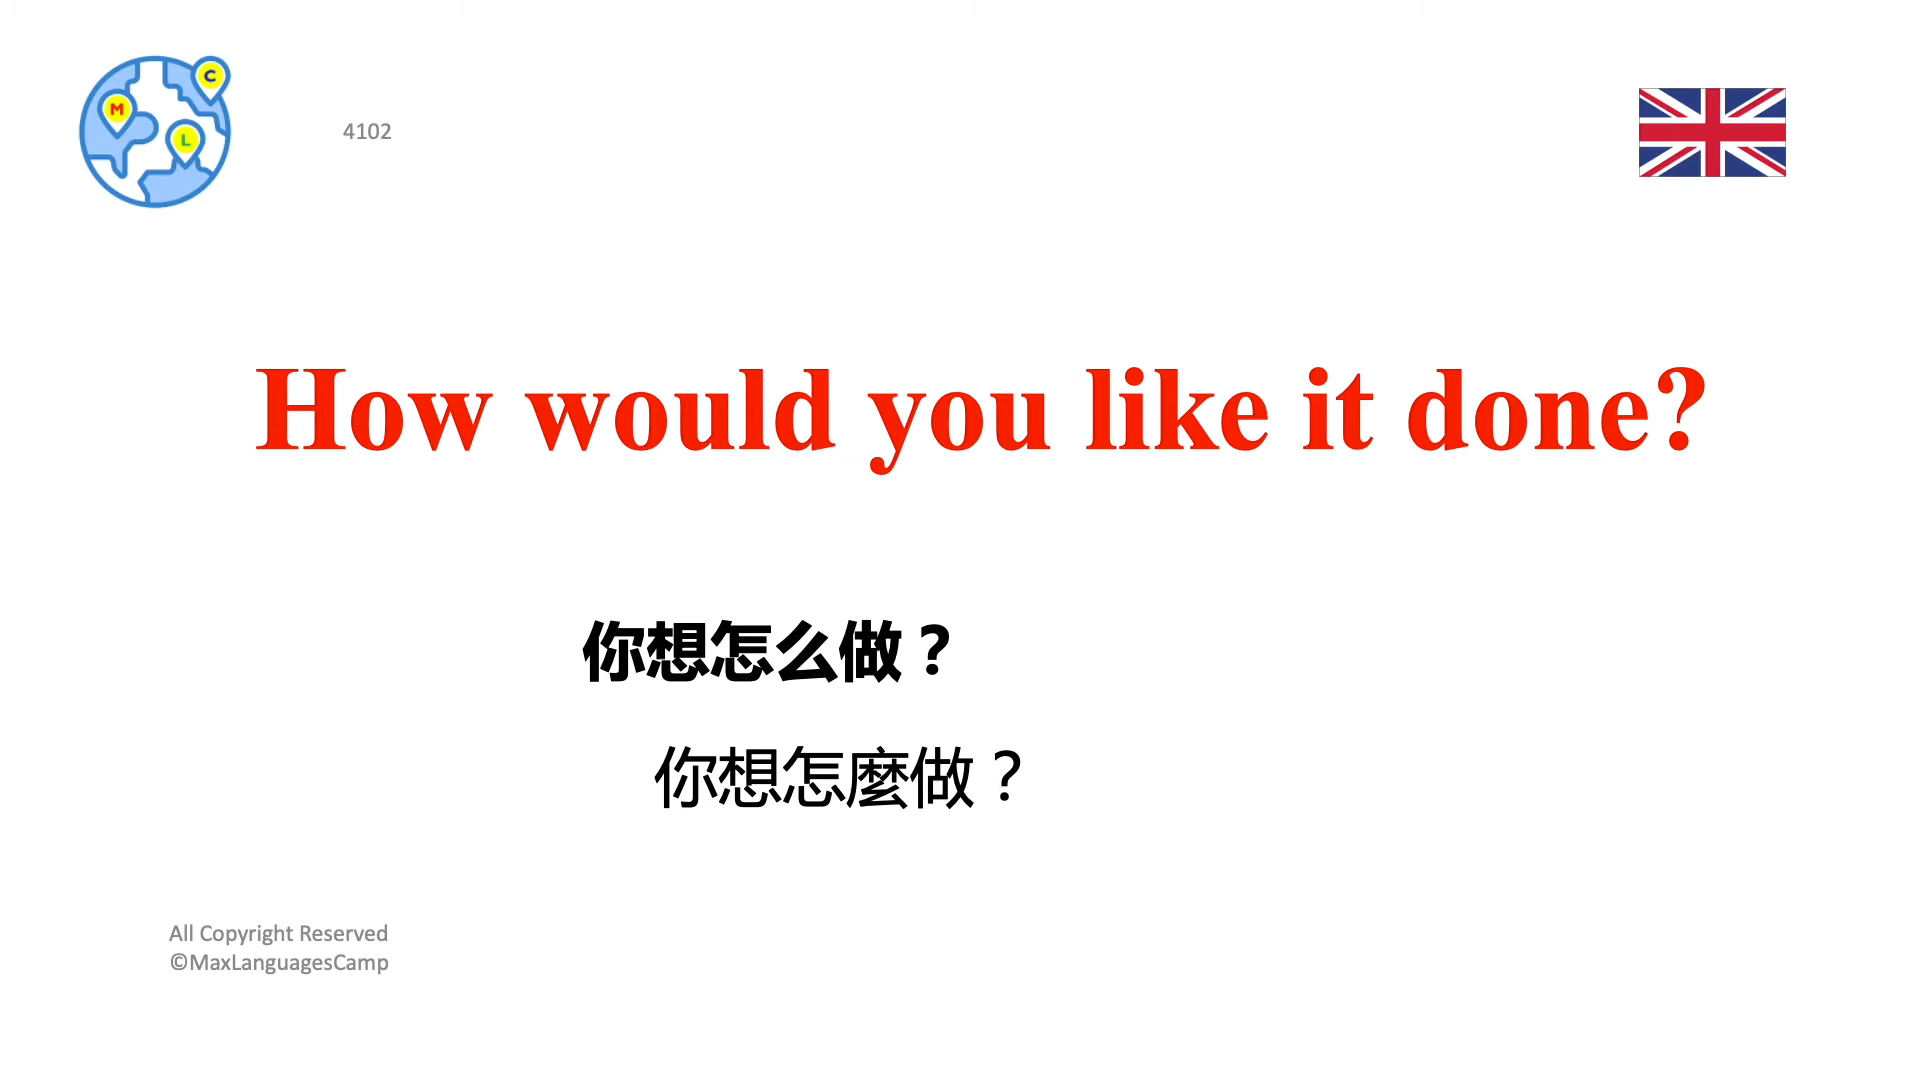 C
M
L
4102
How would you like it done?
你想怎么做？
你想怎麼做？
All Copyright Reserved
©MaxLanguagesCamp